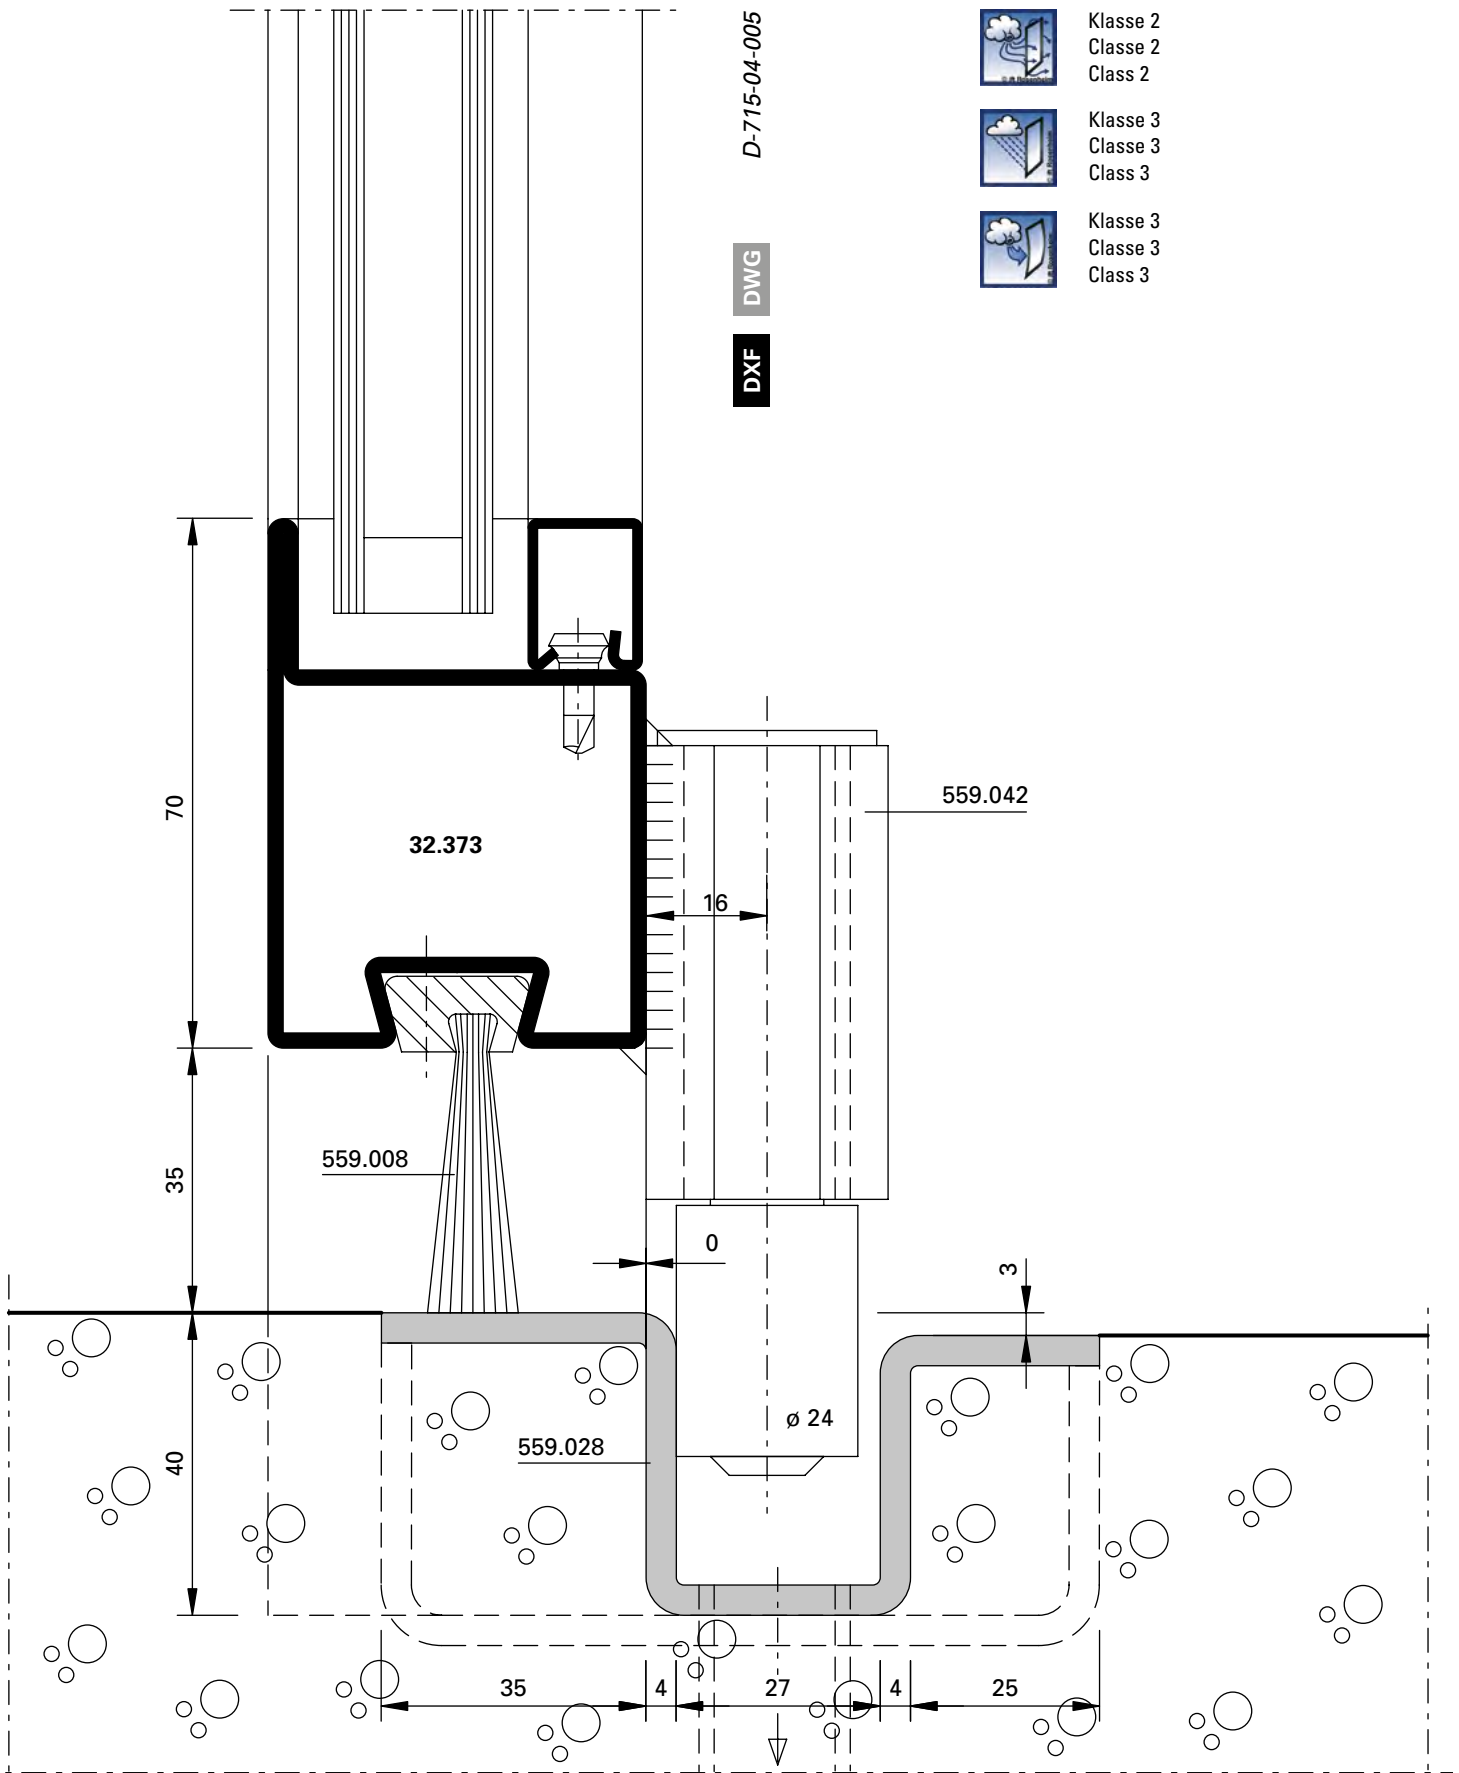 D-715-04-005
Klasse 2
Classe 2
Class 2
Klasse 3
Classe 3
Class 3
Klasse 3
Classe 3
Class 3
DWG
DXF
70
32.373
559.042
16
35
559.008
0
3
40
ø 24
559.028
35
4
27
4
25